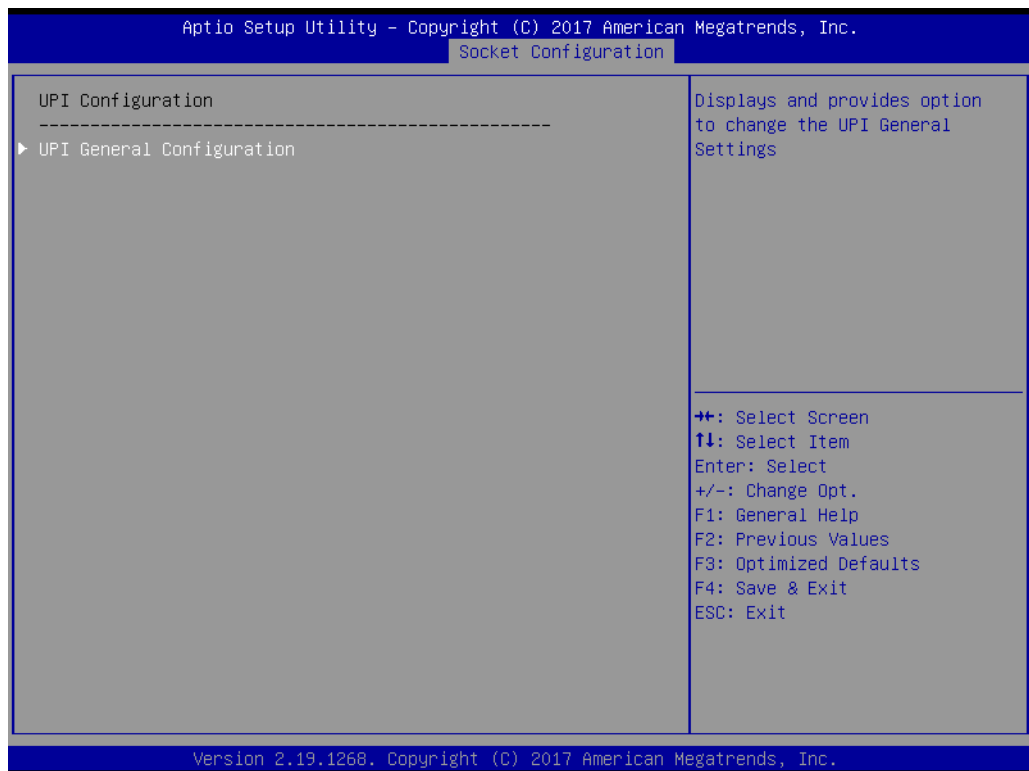 Aptio Setup Utility – Copyright (C) 2017 American Megatrends, Inc.
Socket Configuration
UPI Configuration
--------------------------------------------------
▶ UPI General Configuration
Displays and provides option
to change the UPI General
Settings
→←: Select Screen
↑↓: Select Item
Enter: Select
+/-: Change Opt.
F1: General Help
F2: Previous Values
F3: Optimized Defaults
F4: Save & Exit
ESC: Exit
Version 2.19.1268. Copyright (C) 2017 American Megatrends, Inc.